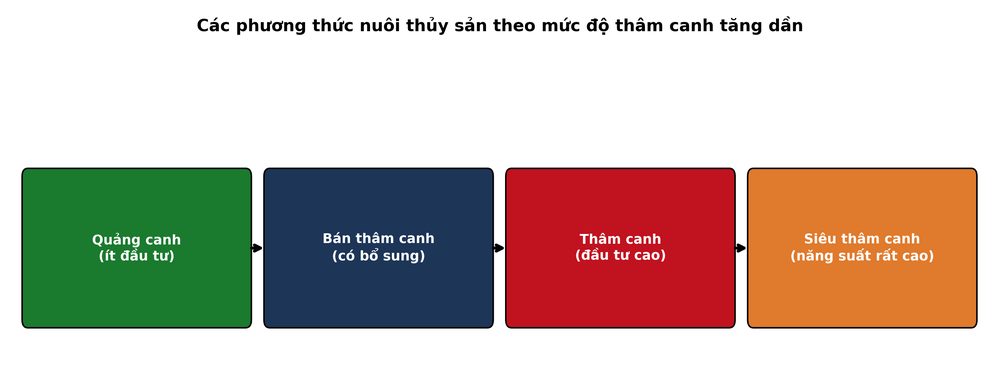 Các phương thức nuôi thủy sản theo mức độ thâm canh tăng dần
Quảng canh
(ít đầu tư)
Bán thâm canh
(có bổ sung)
Thâm canh
(đầu tư cao)
Siêu thâm canh
(năng suất rất cao)